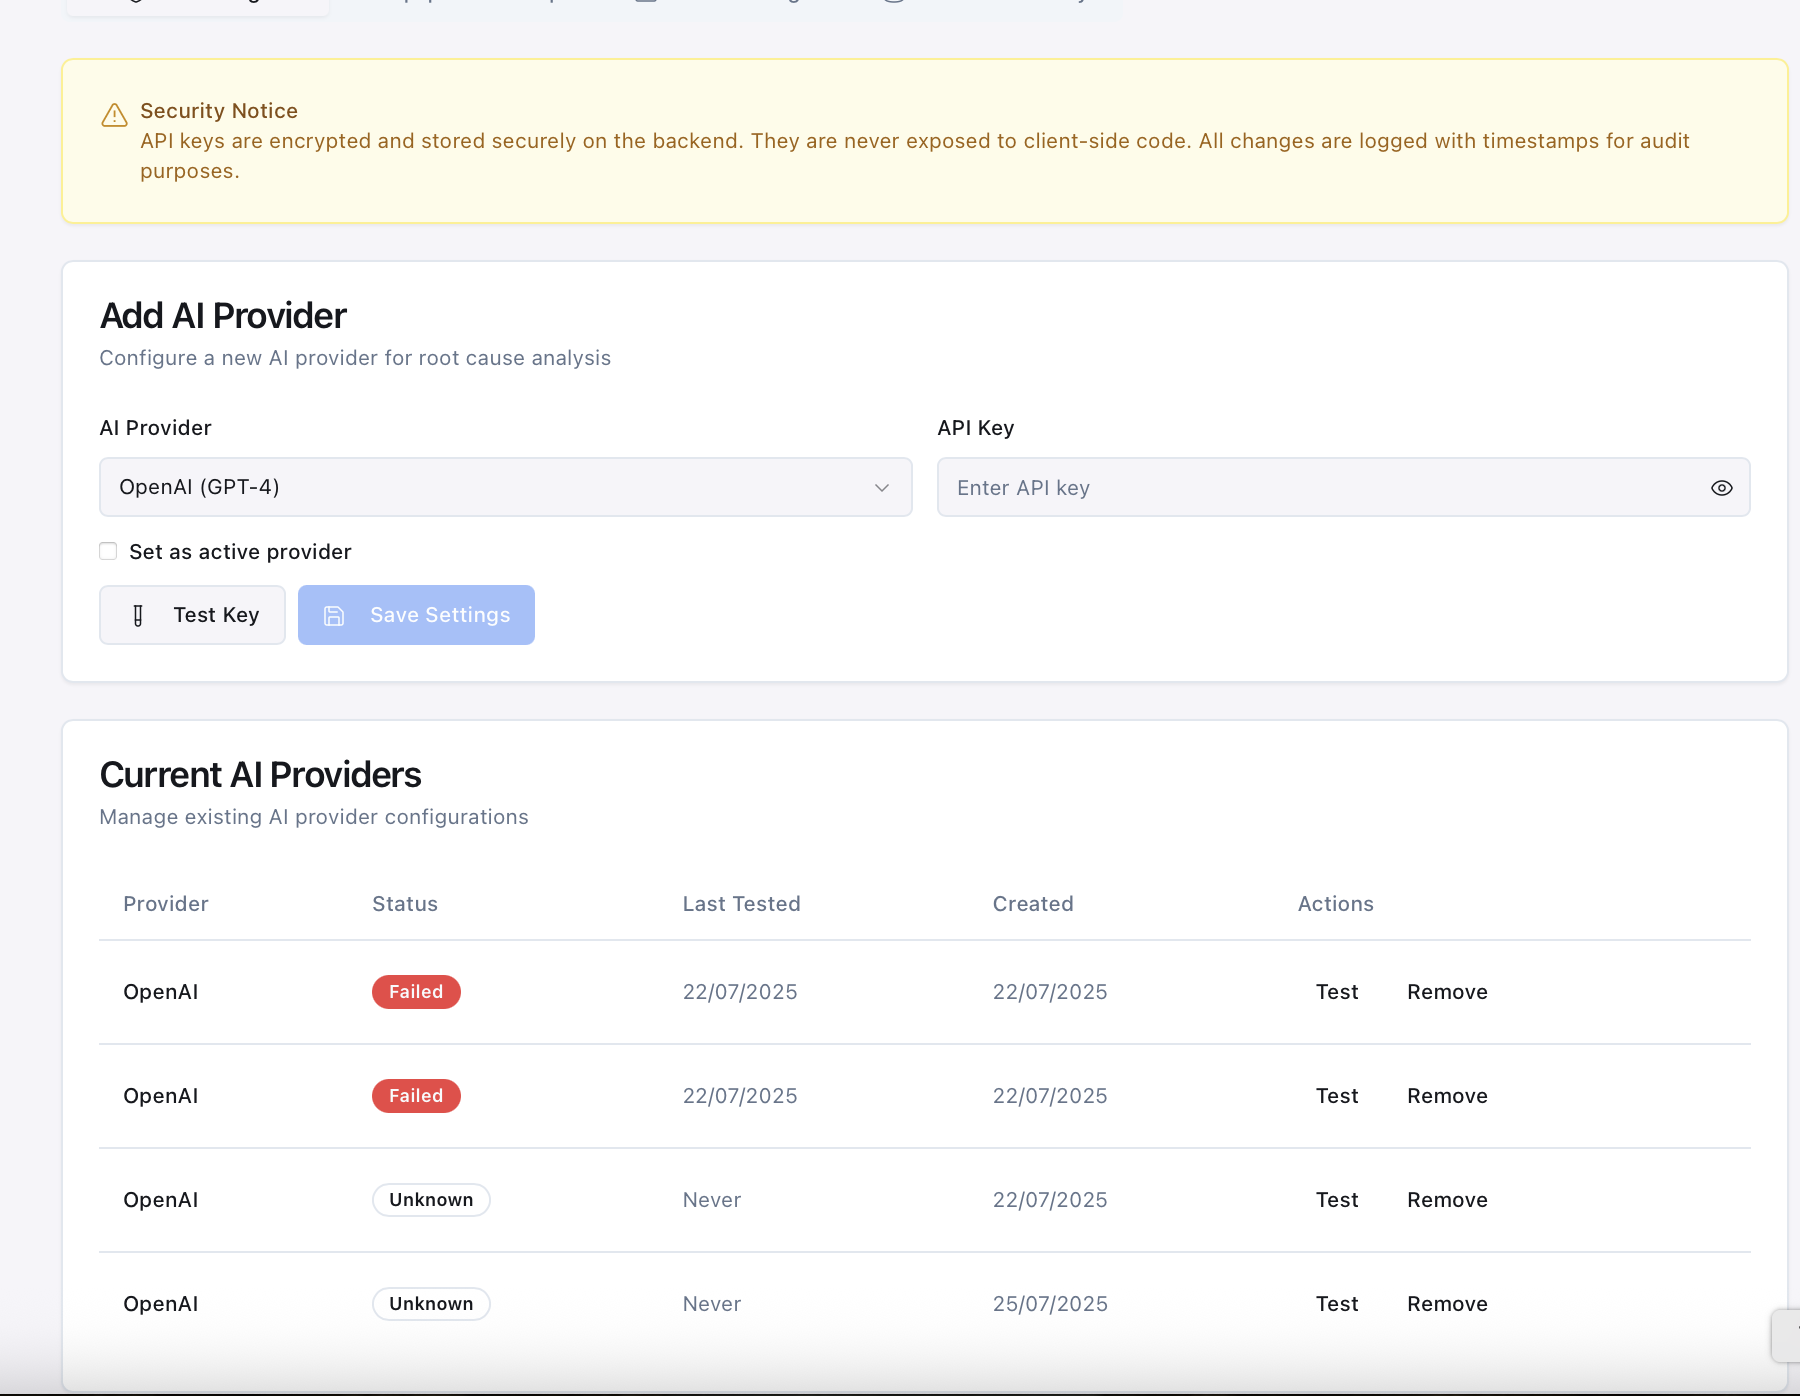 Security Notice
API keys are encrypted and stored securely on the backend. They are never exposed to client-side code. All changes are logged with timestamps for audit
purposes.
Add AI Provider
Configure a new AI provider for root cause analysis
AI Provider
API Key
OpenAI (GPT-4)
Enter API key
Set as active provider
Test Key
Save Settings
Current AI Providers
Manage existing AI provider configurations
Provider Status Last Tested Created Actions
OpenAI Failed 22/07/2025 22/07/2025 Test Remove
OpenAI Failed 22/07/2025 22/07/2025 Test Remove
OpenAI Unknown Never 22/07/2025 Test Remove
OpenAI Unknown Never 25/07/2025 Test Remove